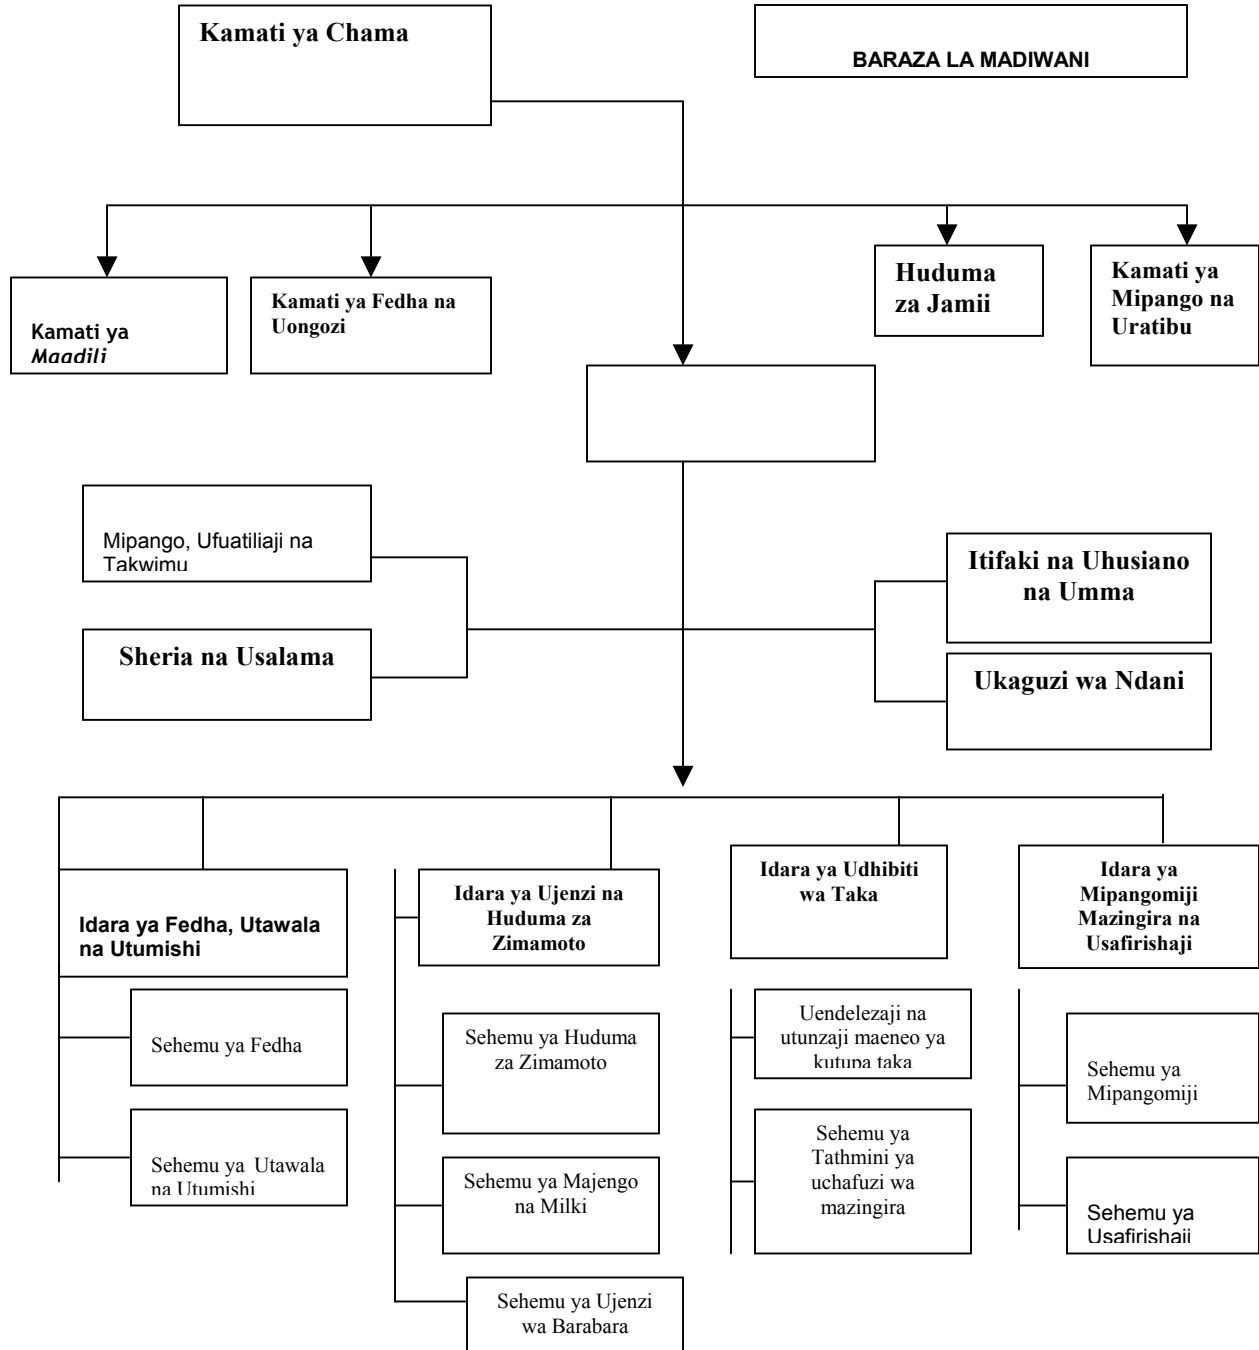 Kamati ya Chama
BARAZA LA MADIWANI
Kamati ya
Maadili
Kamati ya Fedha na
Uongozi
Huduma
za Jamii
Kamati ya
Mipango na
Uratibu
Mipango, Ufuatiliaji na
Takwimu
Sheria na Usalama
Itifaki na Uhusiano
na Umma
Ukaguzi wa Ndani
Idara ya Fedha, Utawala
na Utumishi
Sehemu ya Fedha
Sehemu ya Utawala
na Utumishi
Idara ya Ujenzi na
Huduma za
Zimamoto
Sehemu ya Huduma
za Zimamoto
Sehemu ya Majengo
na Milki
Sehemu ya Ujenzi
wa Barabara
Idara ya Udhibiti
wa Taka
Uendelezaji na
utunzaji maeneo ya
kutupa taka
Sehemu ya
Tathmini ya
uchafuzi wa
mazingira
Idara ya
Mipangomiji
Mazingira na
Usafirishaji
Sehemu ya
Mipangomiji
Sehemu ya
Usafirishaji